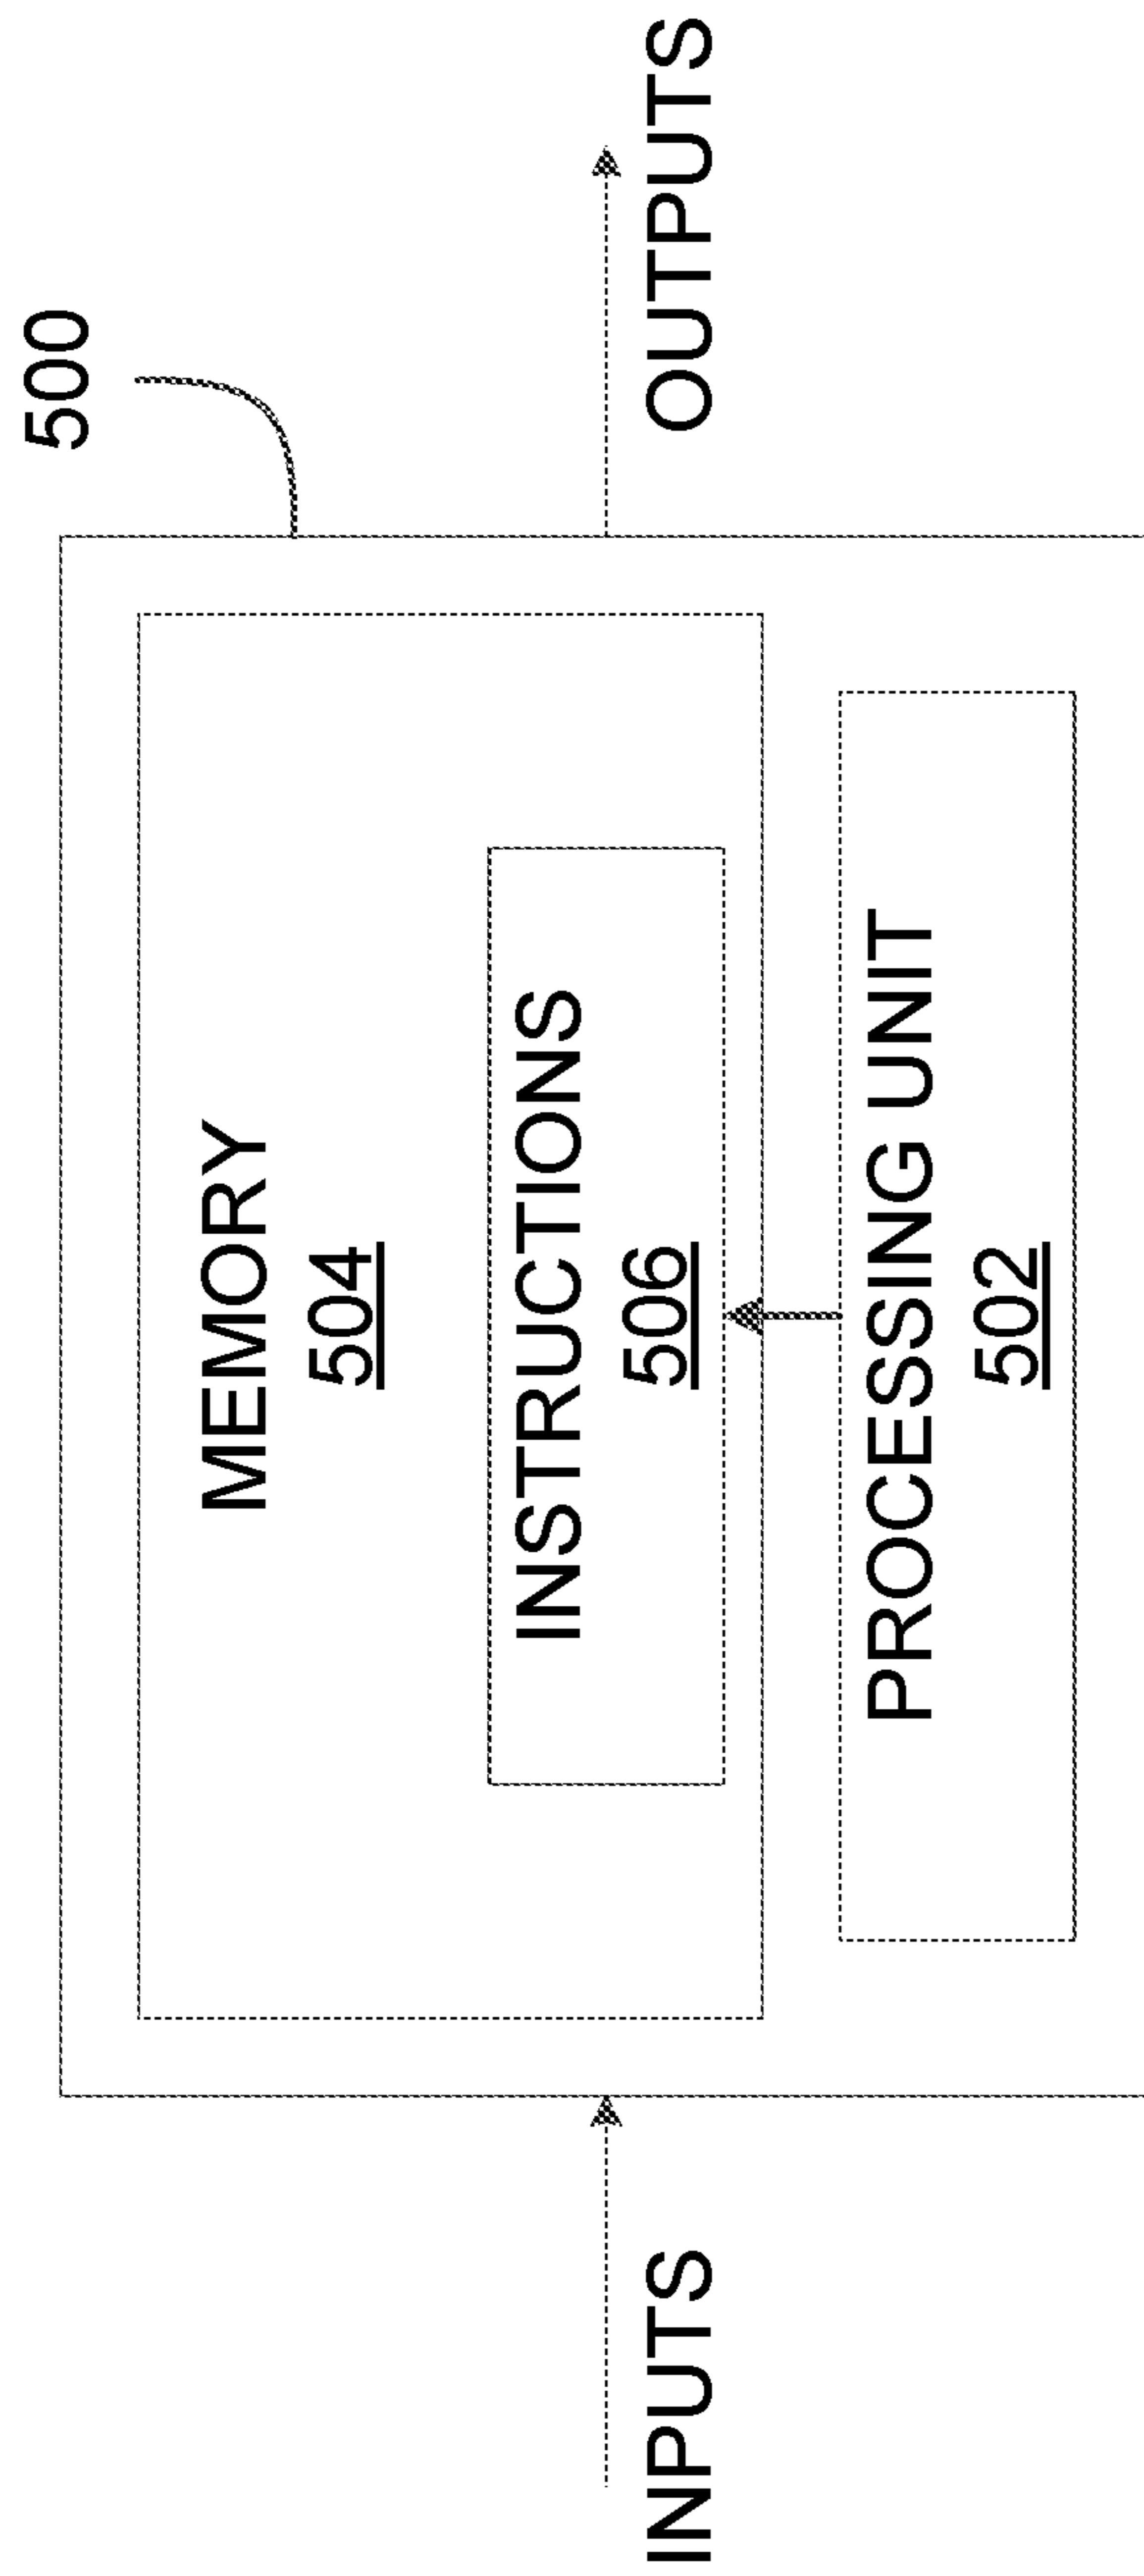 500
MEMORY
504
INSTRUCTIONS
506
INPUTS
OUTPUTS
PROCESSING UNIT
502